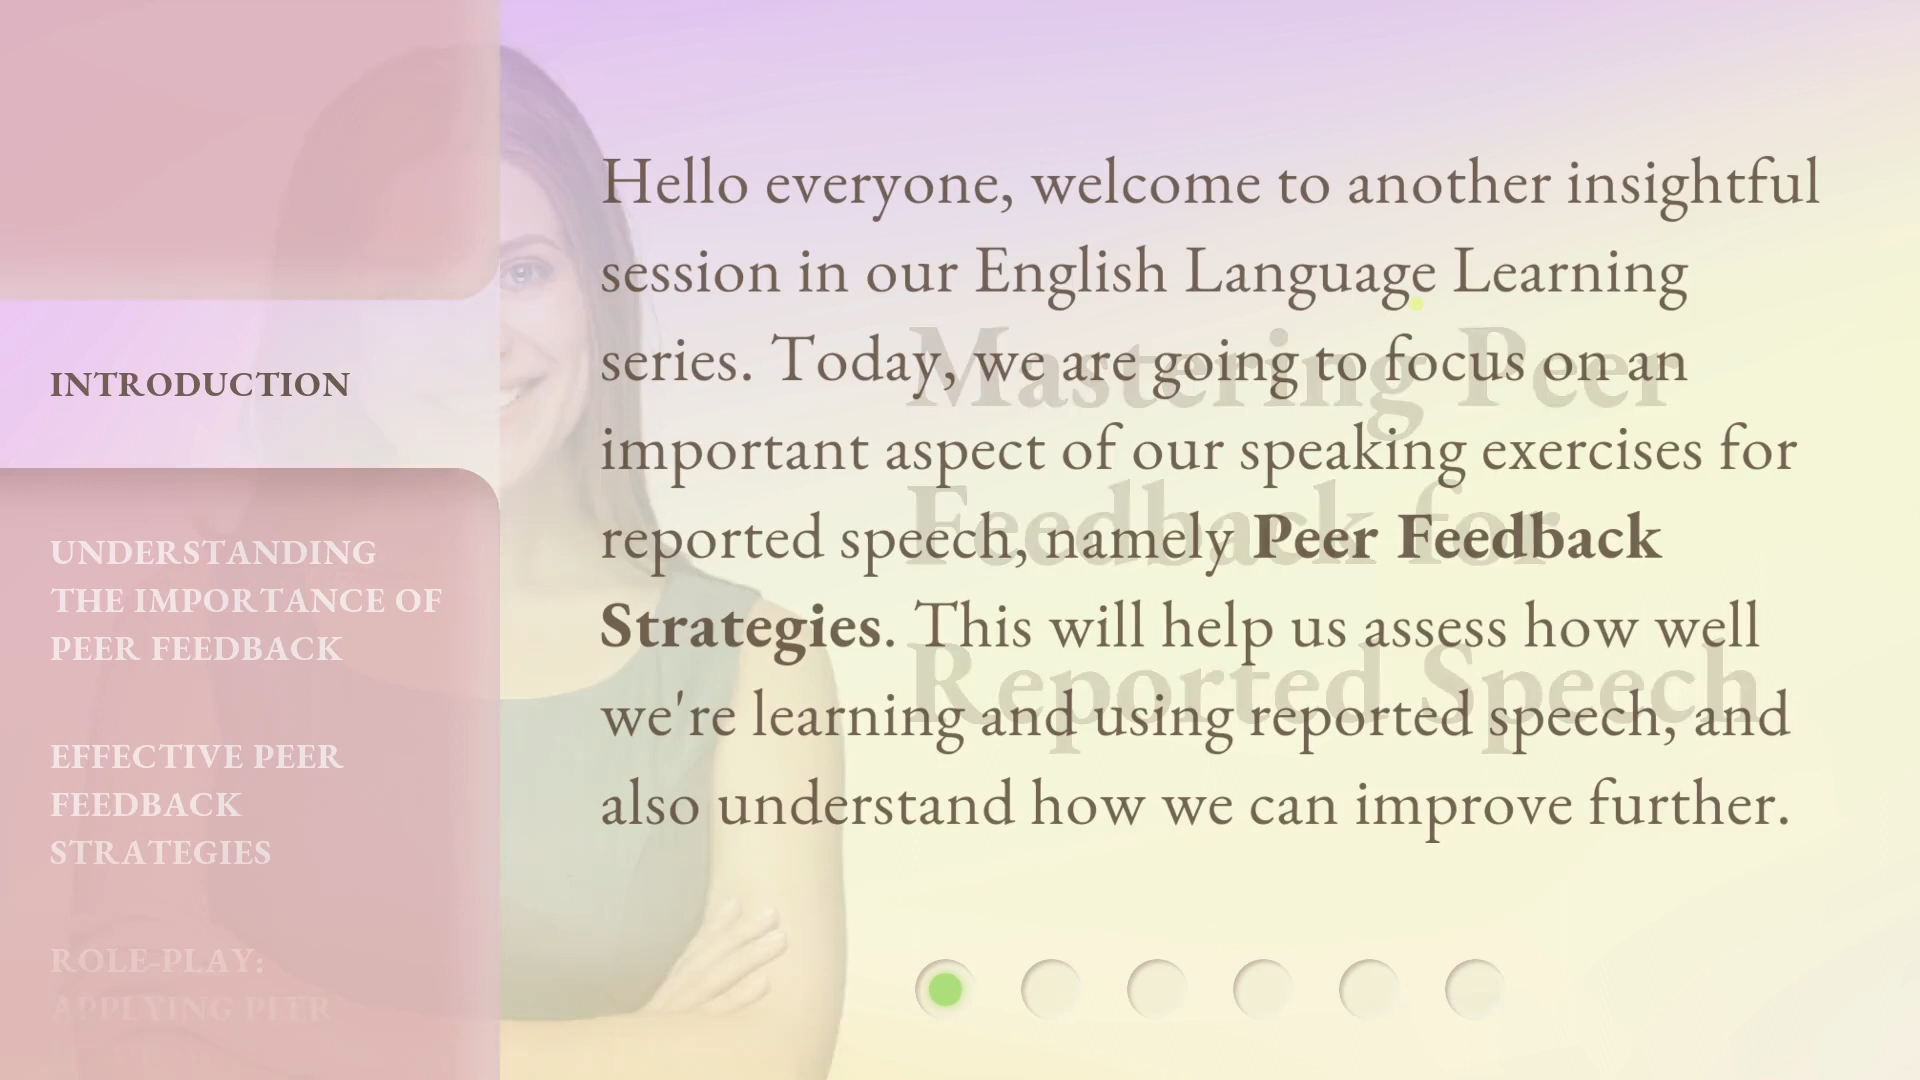 INTRODUCTION
UNDERSTANDING
THE IMPORTANCE OF
PEER FEEDBACK
EFFECTIVE PEER
FEEDBACK
STRATEGIES
ROLE-PLAY:
APPLYING PEER
Hello everyone, welcome to another insightful
session in our English Language Learning
series. Today, we are going to focus on an
important aspect of our speaking exercises for
reported speech, namely Peer Feedback
Strategies. This will help us assess how well
we're learning and using reported speech, and
also understand how we can improve further.
Mastering Peer
Feedback for
Reported Speech